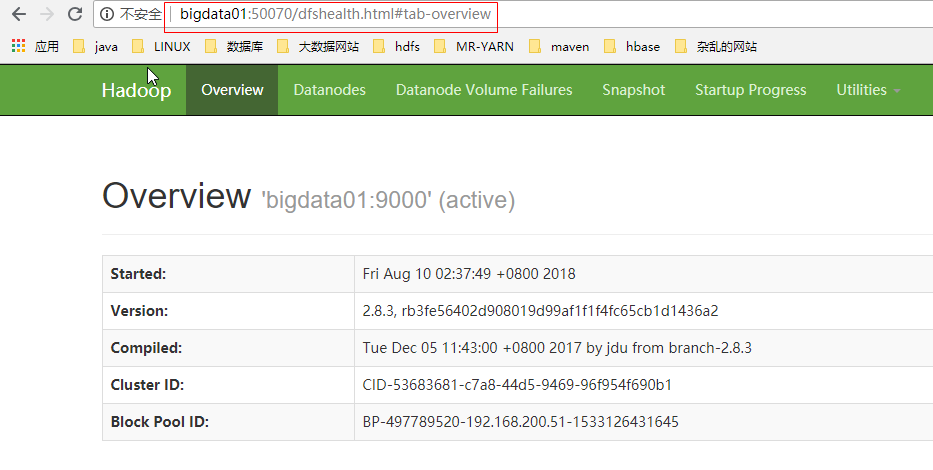 不安全 | bigdata01:50070/dfshealth.html#tab-overview
应用 java LINUX 数据库 大数据网站 hdfs MR-YARN maven hbase 杂乱的网站
Hadoop Overview Datanodes Datanode Volume Failures Snapshot Startup Progress Utilities
Overview 'bigdata01:9000' (active)
Started: Fri Aug 10 02:37:49 +0800 2018
Version: 2.8.3, rb3fe56402d908019d99af1f1f4fc65cb1d1436a2
Compiled: Tue Dec 05 11:43:00 +0800 2017 by jdu from branch-2.8.3
Cluster ID: CID-53683681-c7a8-44d5-9469-96f954f690b1
Block Pool ID: BP-497789520-192.168.200.51-1533126431645